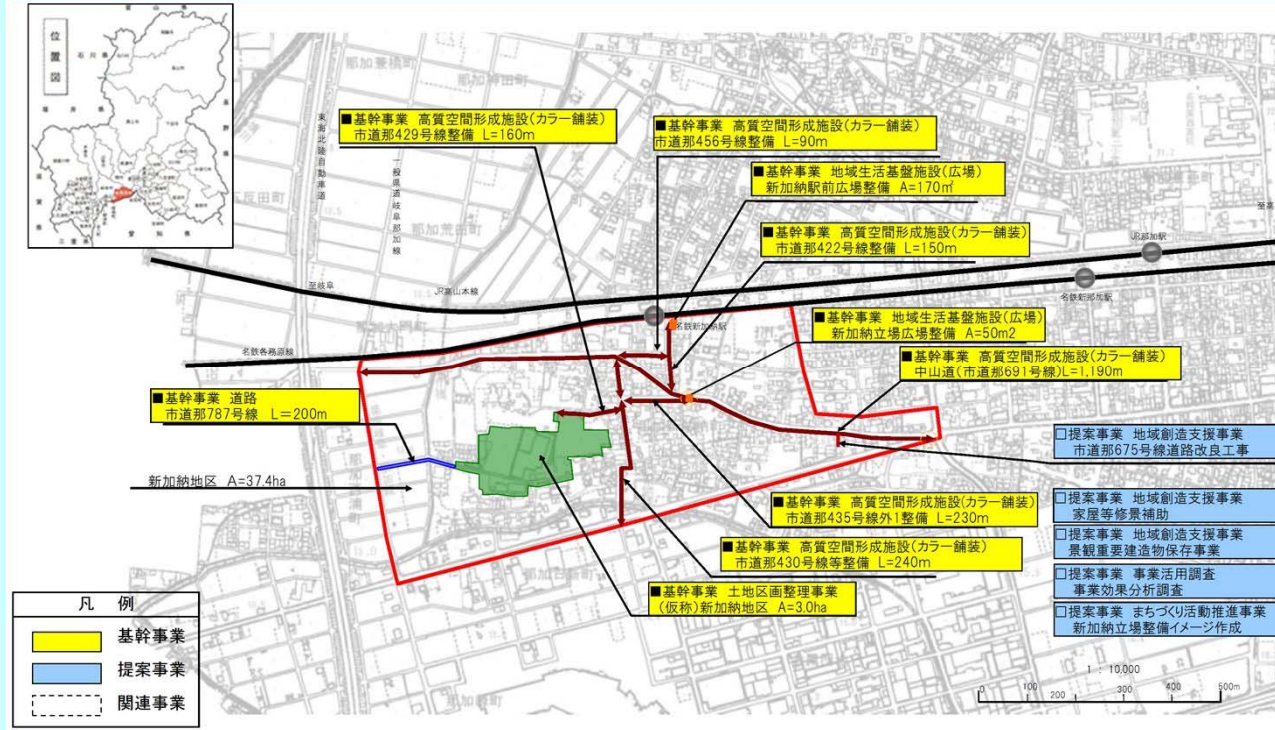 位置図
富山県
石川県
福井県
長野県
滋賀県
三重県
愛知県
■基幹事業 高質空間形成施設(カラー舗装)
市道那429号線整備 L=160m
■基幹事業 高質空間形成施設(カラー舗装)
市道那456号線整備 L=90m
■基幹事業 地域生活基盤施設(広場)
新加納駅前広場整備 A=170㎡
■基幹事業 高質空間形成施設(カラー舗装)
市道那422号線整備 L=150m
■基幹事業 地域生活基盤施設(広場)
新加納立場広場整備 A=50m2
■基幹事業 高質空間形成施設(カラー舗装)
中山道(市道那691号線)L=1,190m
■基幹事業 道路
市道那787号線 L=200m
新加納地区 A=37.4ha
東海北陸自動車道
一般県道岐阜那加線
至岐阜
JR高山本線
名鉄各務原線
名鉄新加納駅
JR那加駅
名鉄新那加駅
□提案事業 地域創造支援事業
市道那675号線道路改良工事
■基幹事業 高質空間形成施設(カラー舗装)
市道那435号線外1整備 L=230m
■基幹事業 高質空間形成施設(カラー舗装)
市道那430号線等整備 L=240m
■基幹事業 土地区画整理事業
(仮称)新加納地区 A=3.0ha
□提案事業 地域創造支援事業
家屋等修景補助
□提案事業 地域創造支援事業
景観重要建造物保存事業
□提案事業 事業活用調査
事業効果分析調査
□提案事業 まちづくり活動推進事業
新加納立場整備イメージ作成
凡 例
基幹事業
提案事業
関連事業
1 : 10,000
0 100 200 300 400 500m